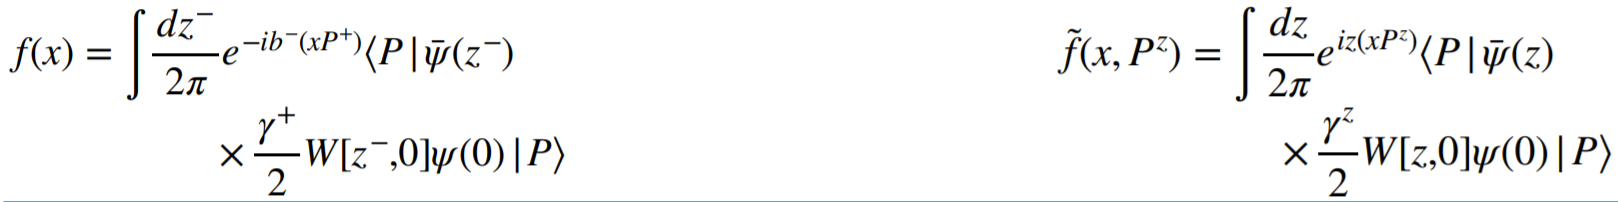 f(x) = ∫ dz⁻/2π e^{-ib⁻(xP⁺)}⟨P|ψ̄(z⁻)
× γ⁺/2 W[z⁻,0]ψ(0)|P⟩
f̃(x, P^z) = ∫ dz/2π e^{iz(xP^z)}⟨P|ψ̄(z)
× γ^z/2 W[z,0]ψ(0)|P⟩